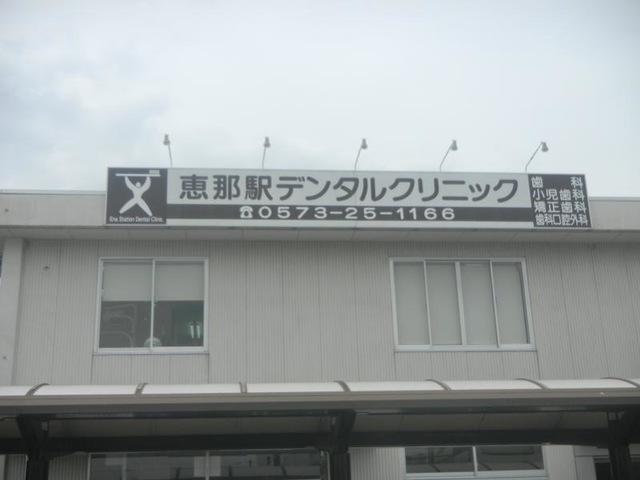 恵那駅デンタルクリニック
☎0573-25-1166
Ena Station Dental Clinic
歯科
小児歯科
矯正歯科
歯科口腔外科